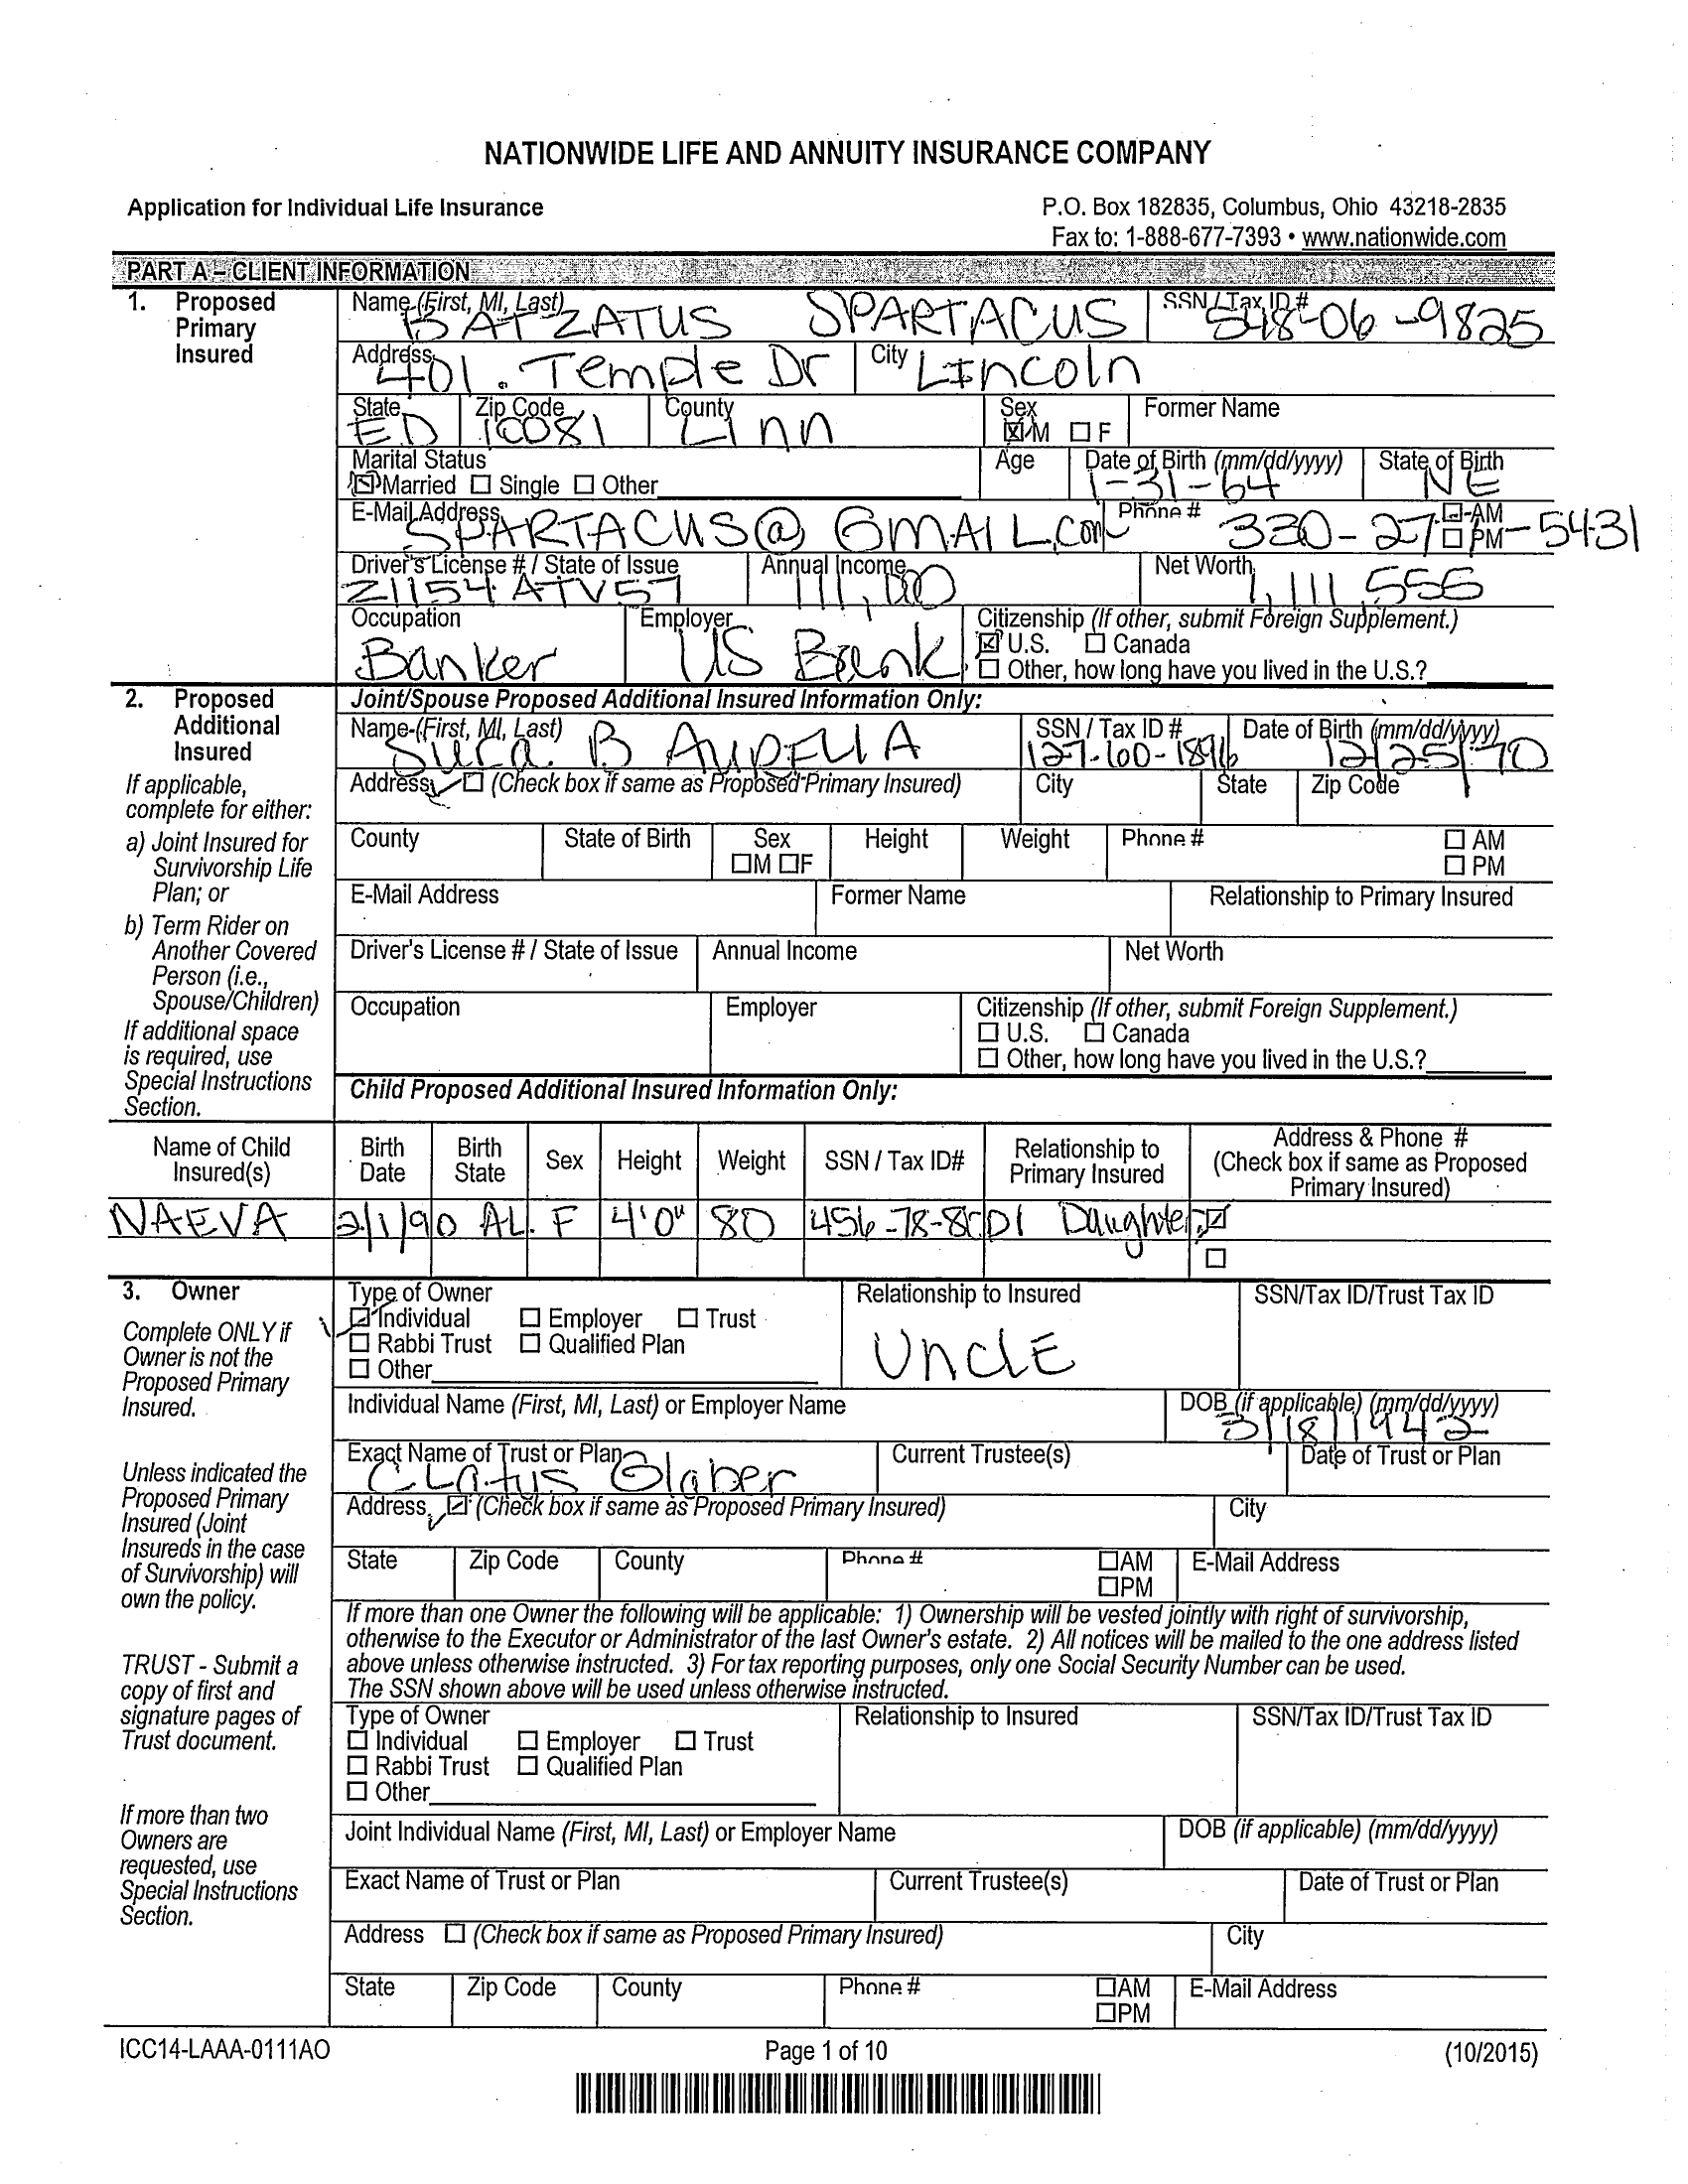 NATIONWIDE LIFE AND ANNUITY INSURANCE COMPANY
Application for Individual Life Insurance
P.O. Box 182835, Columbus, Ohio 43218-2835
Fax to: 1-888-677-7393 • www.nationwide.com
PART A – CLIENT INFORMATION
1. Proposed Primary Insured
Name (First, MI, Last) BATZATUS SPARTACUS SSN / Tax ID # 548-06-9825
Address 401. Temple Dr City LINcoln
State ED Zip Code 10081 County Linn Sex ☒ M ☐ F Former Name
Marital Status ☒ Married ☐ Single ☐ Other Age Date of Birth (mm/dd/yyyy) 1-31-64 State of Birth NE
E-Mail Address SPARTACUS@GMAIL.com Phone # 330-27 -5431 ☑ AM ☐ PM
Driver's License # / State of Issue Z1154ATV57 Annual Income 111,000 Net Worth 1,111,555
Occupation Banker Employer US Bank Citizenship (If other, submit Foreign Supplement.)
☒ U.S. ☐ Canada
☐ Other, how long have you lived in the U.S.?
2. Proposed Additional Insured
If applicable, complete for either:
a) Joint Insured for Survivorship Life Plan; or
b) Term Rider on Another Covered Person (i.e., Spouse/Children)
If additional space is required, use Special Instructions Section.
Joint/Spouse Proposed Additional Insured Information Only:
Name (First, MI, Last) Sura B AURELIA SSN / Tax ID # 127-60-1896 Date of Birth (mm/dd/yyyy) 12/25/70
Address ☐ (Check box if same as Proposed Primary Insured) City State Zip Code
County State of Birth Sex ☐M ☐F Height Weight Phone # ☐ AM ☐ PM
E-Mail Address Former Name Relationship to Primary Insured
Driver's License # / State of Issue Annual Income Net Worth
Occupation Employer Citizenship (If other, submit Foreign Supplement.)
☐ U.S. ☐ Canada
☐ Other, how long have you lived in the U.S.?
Child Proposed Additional Insured Information Only:
Name of Child Insured(s) Birth Date Birth State Sex Height Weight SSN / Tax ID# Relationship to Primary Insured Address & Phone # (Check box if same as Proposed Primary Insured)
NAEVA 2/1/90 AL. F 4'0" 80 456-78-8001 Daughter ☑
☐
3. Owner
Complete ONLY if Owner is not the Proposed Primary Insured.
Unless indicated the Proposed Primary Insured (Joint Insureds in the case of Survivorship) will own the policy.
TRUST - Submit a copy of first and signature pages of Trust document.
If more than two Owners are requested, use Special Instructions Section.
Type of Owner Relationship to Insured SSN/Tax ID/Trust Tax ID
☑ Individual ☐ Employer ☐ Trust
☐ Rabbi Trust ☐ Qualified Plan UnclE
☐ Other
Individual Name (First, MI, Last) or Employer Name DOB (if applicable) (mm/dd/yyyy) 3/18/1942
Exact Name of Trust or Plan CLatus Glaber Current Trustee(s) Date of Trust or Plan
Address ☑ (Check box if same as Proposed Primary Insured) City
State Zip Code County Phone # ☐AM ☐PM E-Mail Address
If more than one Owner the following will be applicable: 1) Ownership will be vested jointly with right of survivorship,
otherwise to the Executor or Administrator of the last Owner's estate. 2) All notices will be mailed to the one address listed
above unless otherwise instructed. 3) For tax reporting purposes, only one Social Security Number can be used.
The SSN shown above will be used unless otherwise instructed.
Type of Owner Relationship to Insured SSN/Tax ID/Trust Tax ID
☐ Individual ☐ Employer ☐ Trust
☐ Rabbi Trust ☐ Qualified Plan
☐ Other
Joint Individual Name (First, MI, Last) or Employer Name DOB (if applicable) (mm/dd/yyyy)
Exact Name of Trust or Plan Current Trustee(s) Date of Trust or Plan
Address ☐ (Check box if same as Proposed Primary Insured) City
State Zip Code County Phone # ☐AM ☐PM E-Mail Address
ICC14-LAAA-0111AO Page 1 of 10 (10/2015)